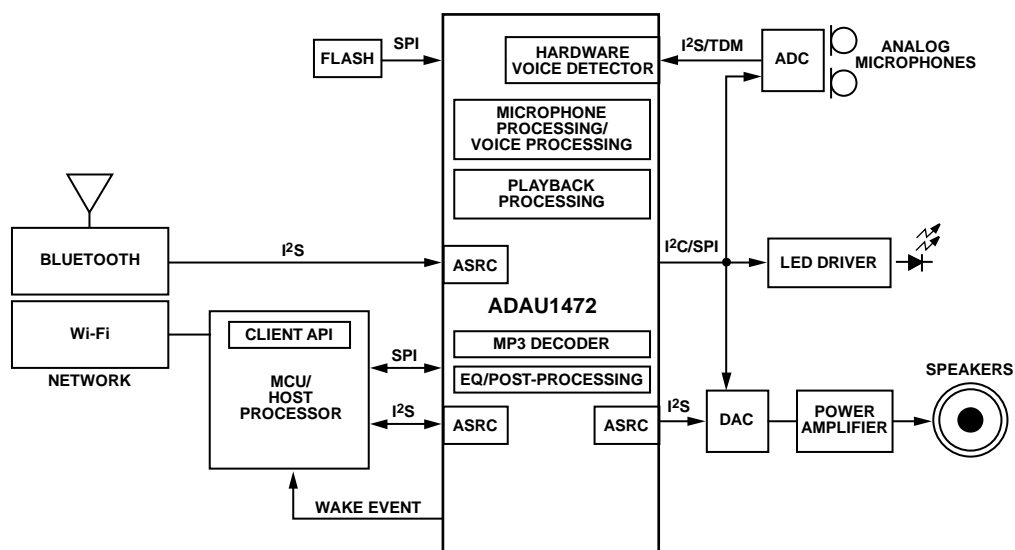 FLASH
SPI
HARDWARE
VOICE DETECTOR
I²S/TDM
ADC
ANALOG
MICROPHONES
MICROPHONE
PROCESSING/
VOICE PROCESSING
PLAYBACK
PROCESSING
BLUETOOTH
I²S
ASRC
I²C/SPI
LED DRIVER
ADAU1472
Wi-Fi
NETWORK
CLIENT API
MCU/
HOST
PROCESSOR
SPI
I²S
MP3 DECODER
EQ/POST-PROCESSING
ASRC
ASRC
I²S
DAC
POWER
AMPLIFIER
SPEAKERS
WAKE EVENT